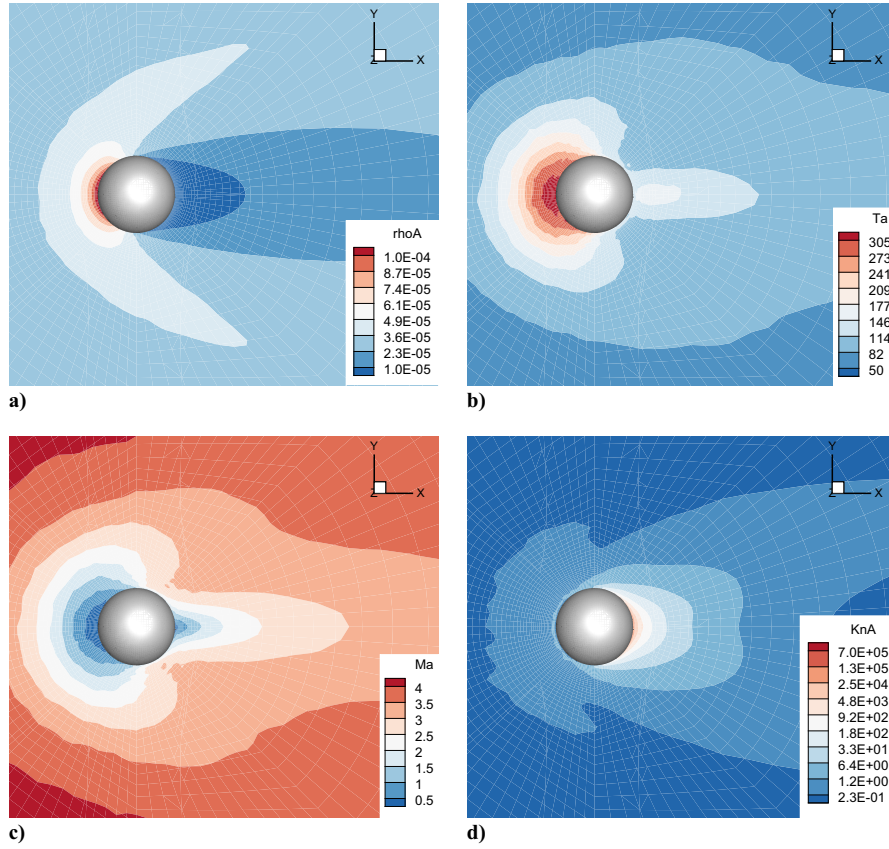 Y
Z X
rhoA
1.0E-04
8.7E-05
7.4E-05
6.1E-05
4.9E-05
3.6E-05
2.3E-05
1.0E-05
a)
Y
Z X
Ta
305
273
241
209
177
146
114
82
50
b)
Y
Z X
Ma
4
3.5
3
2.5
2
1.5
1
0.5
c)
Y
Z X
KnA
7.0E+05
1.3E+05
2.5E+04
4.8E+03
9.2E+02
1.8E+02
3.3E+01
6.4E+00
1.2E+00
2.3E-01
d)